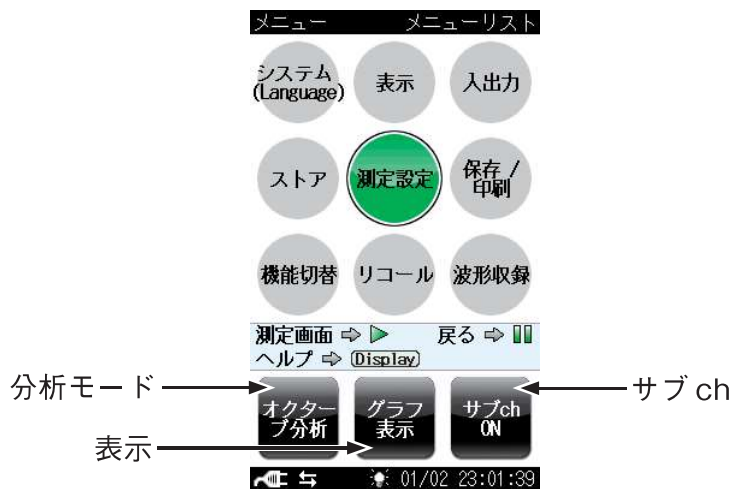 メニュー メニューリスト
システム
(Language)
表示
入出力
ストア
測定設定
保存 /
印刷
機能切替
リコール
波形収録
測定画面 ⇨ ▷ 戻る ⇨ ▯▯
ヘルプ ⇨ Display
分析モード
オクター
ブ分析
グラフ
表示
サブch
ON
サブ ch
表示
01/02 23:01:39